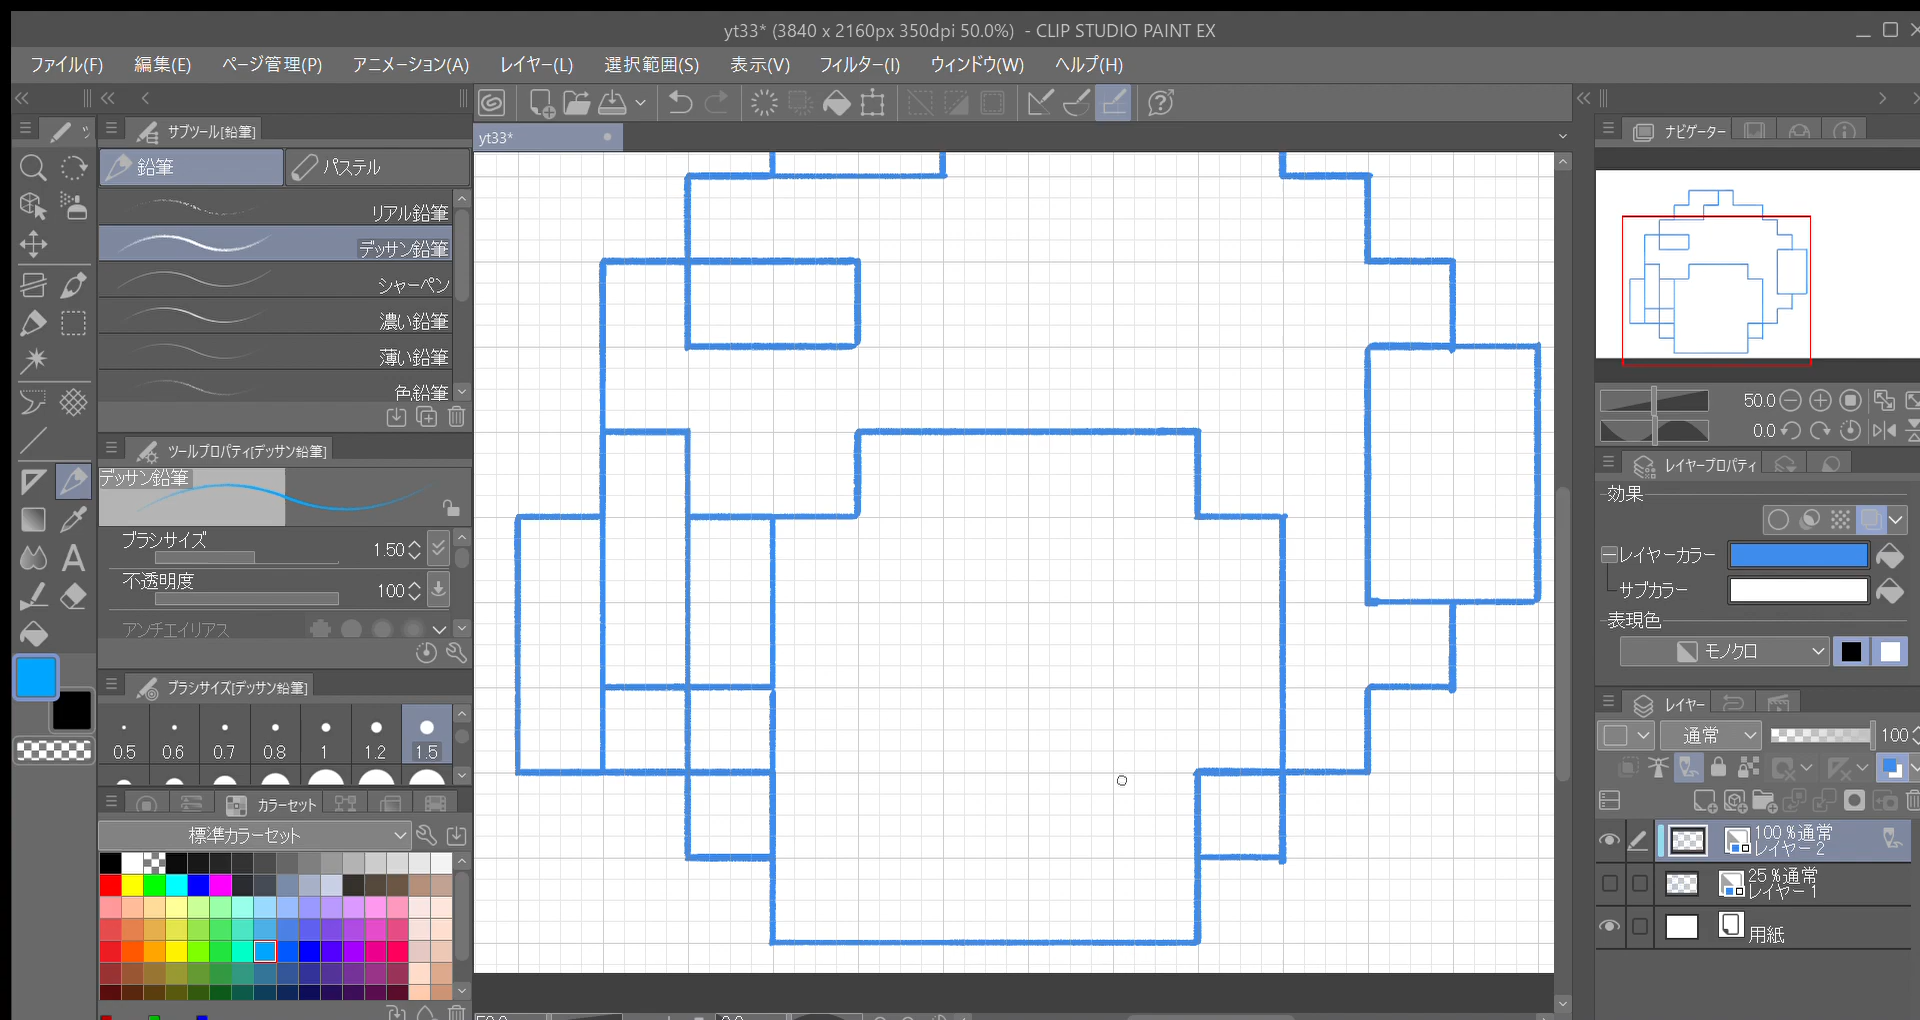 yt33* (3840 x 2160px 350dpi 50.0%) - CLIP STUDIO PAINT EX
ファイル(F) 編集(E) ページ管理(P) アニメーション(A) レイヤー(L) 選択範囲(S) 表示(V) フィルター(I) ウィンドウ(W) ヘルプ(H)
サブツール[鉛筆]
yt33*
鉛筆 パステル
リアル鉛筆
デッサン鉛筆
シャーペン
濃い鉛筆
薄い鉛筆
色鉛筆
ツールプロパティ[デッサン鉛筆]
デッサン鉛筆
ブラシサイズ 1.50
不透明度 100
アンチエイリアス
ブラシサイズ[デッサン鉛筆]
0.5 0.6 0.7 0.8 1 1.2 1.5
カラーセット
標準カラーセット
ナビゲーター
50.0
0.0
レイヤープロパティ
効果
レイヤーカラー
サブカラー
表現色
モノクロ
レイヤー
通常 100
100 %通常
レイヤー 2
25 %通常
レイヤー 1
用紙